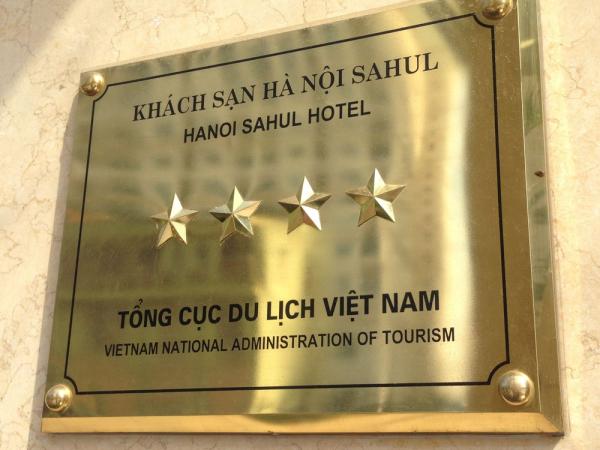 KHÁCH SẠN HÀ NỘI SAHUL
HANOI SAHUL HOTEL
TỔNG CỤC DU LỊCH VIỆT NAM
VIETNAM NATIONAL ADMINISTRATION OF TOURISM